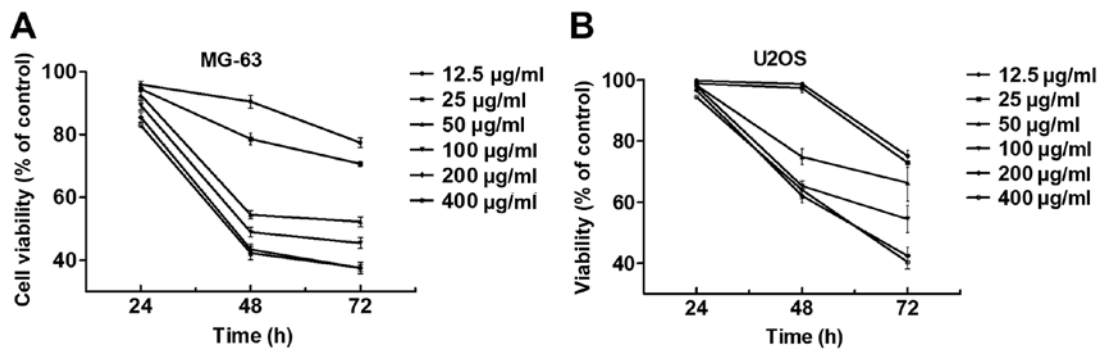 A
MG-63
Cell viability (% of control)
100
80
60
40
24
48
72
Time (h)
12.5 µg/ml
25 µg/ml
50 µg/ml
100 µg/ml
200 µg/ml
400 µg/ml
B
U2OS
Viability (% of control)
100
80
60
40
24
48
72
Time (h)
12.5 µg/ml
25 µg/ml
50 µg/ml
100 µg/ml
200 µg/ml
400 µg/ml